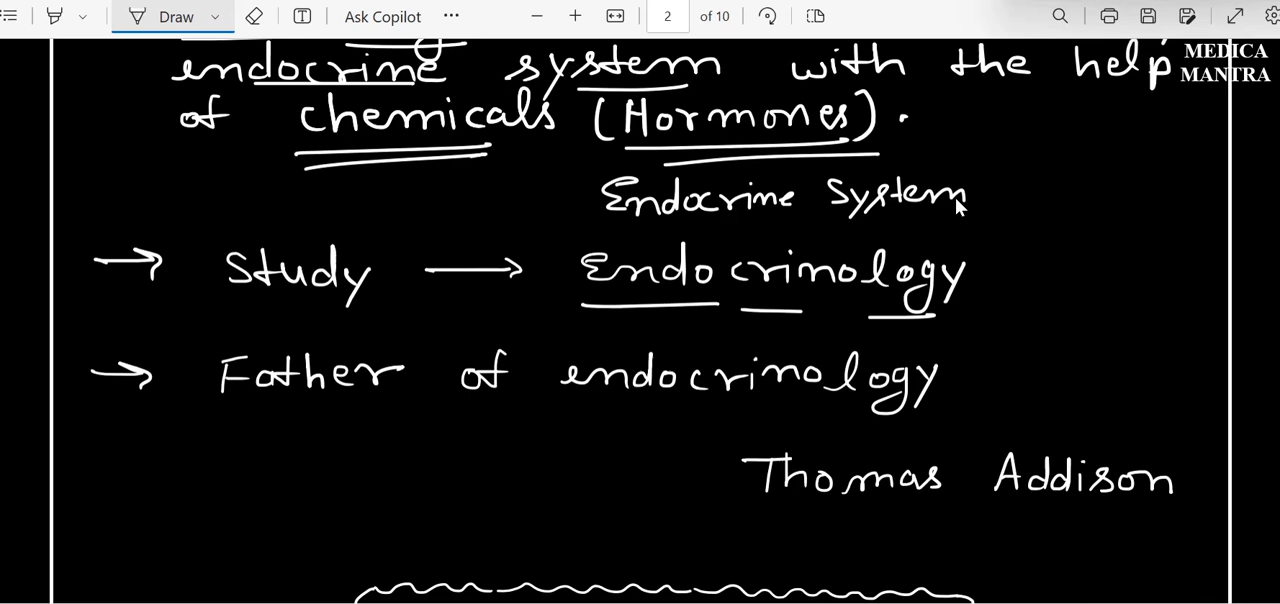 Draw
Ask Copilot
2 of 10
MEDICA
MANTRA
endocrine system with the help
of chemicals (Hormones).
Endocrine System
→ Study → Endocrinology
→ Father of endocrinology
Thomas Addison